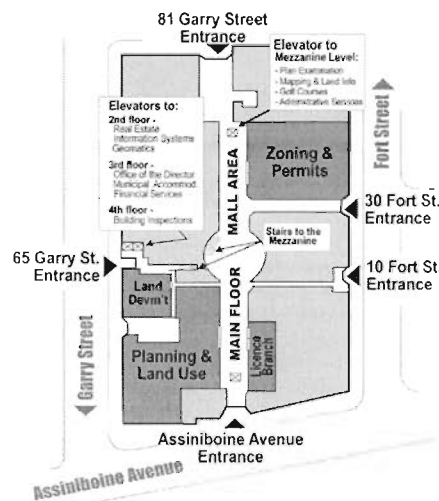 81 Garry Street
Entrance
Elevator to
Mezzanine Level:
- Plan Examination
- Mapping & Land Info
- Golf Courses
- Administrative Services
Elevators to:
2nd floor -
Real Estate
Information Systems
Geomatics
3rd floor -
Office of the Director
Municipal Accommod.
Financial Services
4th floor -
Building Inspections
Fort Street
Zoning &
Permits
MALL AREA
30 Fort St.
Entrance
Stairs to the
Mezzanine
65 Garry St.
Entrance
10 Fort St
Entrance
Land
Devm't
MAIN FLOOR
Planning &
Land Use
Licence
Branch
Garry Street
Assiniboine Avenue
Entrance
Assiniboine Avenue